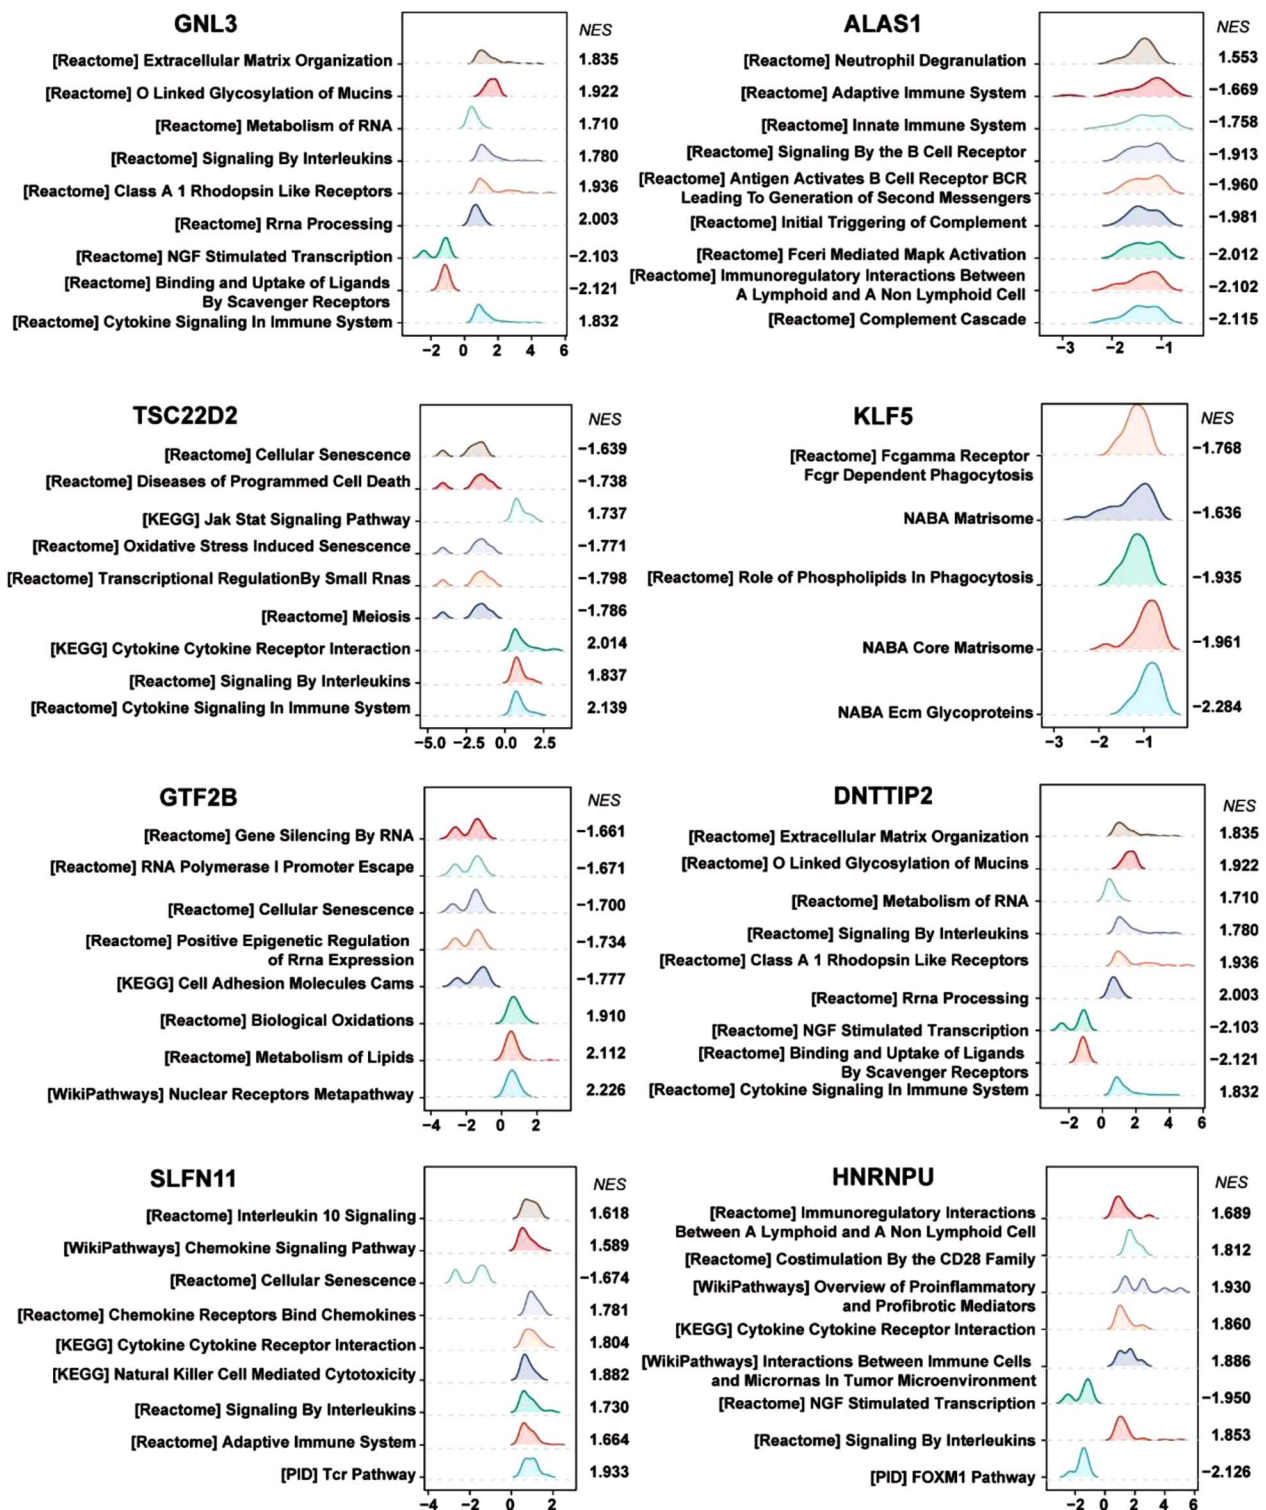 GNL3
NES
[Reactome] Extracellular Matrix Organization 1.835
[Reactome] O Linked Glycosylation of Mucins 1.922
[Reactome] Metabolism of RNA 1.710
[Reactome] Signaling By Interleukins 1.780
[Reactome] Class A 1 Rhodopsin Like Receptors 1.936
[Reactome] Rrna Processing 2.003
[Reactome] NGF Stimulated Transcription −2.103
[Reactome] Binding and Uptake of Ligands −2.121
By Scavenger Receptors
[Reactome] Cytokine Signaling In Immune System 1.832
−2 0 2 4 6
ALAS1
NES
[Reactome] Neutrophil Degranulation 1.553
[Reactome] Adaptive Immune System −1.669
[Reactome] Innate Immune System −1.758
[Reactome] Signaling By the B Cell Receptor −1.913
[Reactome] Antigen Activates B Cell Receptor BCR −1.960
Leading To Generation of Second Messengers
[Reactome] Initial Triggering of Complement −1.981
[Reactome] Fceri Mediated Mapk Activation −2.012
[Reactome] Immunoregulatory Interactions Between −2.102
A Lymphoid and A Non Lymphoid Cell
[Reactome] Complement Cascade −2.115
−3 −2 −1
TSC22D2
NES
[Reactome] Cellular Senescence −1.639
[Reactome] Diseases of Programmed Cell Death −1.738
[KEGG] Jak Stat Signaling Pathway 1.737
[Reactome] Oxidative Stress Induced Senescence −1.771
[Reactome] Transcriptional RegulationBy Small Rnas −1.798
[Reactome] Meiosis −1.786
[KEGG] Cytokine Cytokine Receptor Interaction 2.014
[Reactome] Signaling By Interleukins 1.837
[Reactome] Cytokine Signaling In Immune System 2.139
−5.0 −2.5 0.0 2.5
KLF5
NES
[Reactome] Fcgamma Receptor −1.768
Fcgr Dependent Phagocytosis
NABA Matrisome −1.636
[Reactome] Role of Phospholipids In Phagocytosis −1.935
NABA Core Matrisome −1.961
NABA Ecm Glycoproteins −2.284
−3 −2 −1
GTF2B
NES
[Reactome] Gene Silencing By RNA −1.661
[Reactome] RNA Polymerase I Promoter Escape −1.671
[Reactome] Cellular Senescence −1.700
[Reactome] Positive Epigenetic Regulation −1.734
of Rrna Expression
[KEGG] Cell Adhesion Molecules Cams −1.777
[Reactome] Biological Oxidations 1.910
[Reactome] Metabolism of Lipids 2.112
[WikiPathways] Nuclear Receptors Metapathway 2.226
−4 −2 0 2
DNTTIP2
NES
[Reactome] Extracellular Matrix Organization 1.835
[Reactome] O Linked Glycosylation of Mucins 1.922
[Reactome] Metabolism of RNA 1.710
[Reactome] Signaling By Interleukins 1.780
[Reactome] Class A 1 Rhodopsin Like Receptors 1.936
[Reactome] Rrna Processing 2.003
[Reactome] NGF Stimulated Transcription −2.103
[Reactome] Binding and Uptake of Ligands −2.121
By Scavenger Receptors
[Reactome] Cytokine Signaling In Immune System 1.832
−2 0 2 4 6
SLFN11
NES
[Reactome] Interleukin 10 Signaling 1.618
[WikiPathways] Chemokine Signaling Pathway 1.589
[Reactome] Cellular Senescence −1.674
[Reactome] Chemokine Receptors Bind Chemokines 1.781
[KEGG] Cytokine Cytokine Receptor Interaction 1.804
[KEGG] Natural Killer Cell Mediated Cytotoxicity 1.882
[Reactome] Signaling By Interleukins 1.730
[Reactome] Adaptive Immune System 1.664
[PID] Tcr Pathway 1.933
−4 −2 0 2
HNRNPU
NES
[Reactome] Immunoregulatory Interactions 1.689
Between A Lymphoid and A Non Lymphoid Cell
[Reactome] Costimulation By the CD28 Family 1.812
[WikiPathways] Overview of Proinflammatory 1.930
and Profibrotic Mediators
[KEGG] Cytokine Cytokine Receptor Interaction 1.860
[WikiPathways] Interactions Between Immune Cells 1.886
and Micrornas In Tumor Microenvironment
[Reactome] NGF Stimulated Transcription −1.950
[Reactome] Signaling By Interleukins 1.853
[PID] FOXM1 Pathway −2.126
−2 0 2 4 6